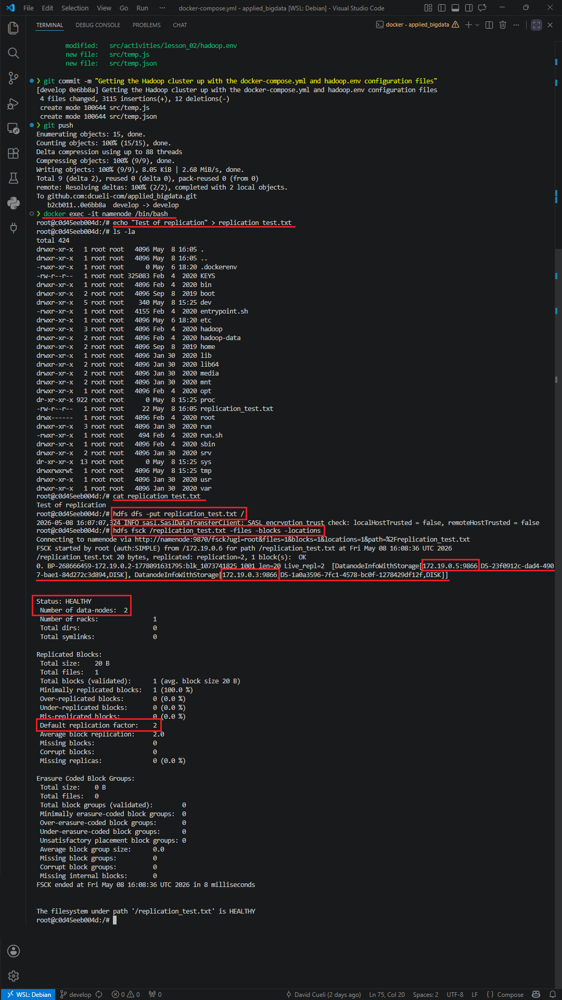 File Edit Selection View Go Run ··· docker-compose.yml - applied_bigdata [WSL: Debian] - Visual Studio Code
TERMINAL DEBUG CONSOLE PROBLEMS CHAT docker - applied_bigdata
modified: src/activities/lesson_02/hadoop.env
new file: src/temp.js
new file: src/temp.json
❯ git commit -m "Getting the Hadoop cluster up with the docker-compose.yml and hadoop.env configuration files"
[develop 0e6bb8a] Getting the Hadoop cluster up with the docker-compose.yml and hadoop.env configuration files
4 files changed, 3115 insertions(+), 12 deletions(-)
create mode 100644 src/temp.js
create mode 100644 src/temp.json
❯ git push
Enumerating objects: 15, done.
Counting objects: 100% (15/15), done.
Delta compression using up to 88 threads
Compressing objects: 100% (9/9), done.
Writing objects: 100% (9/9), 8.05 KiB | 2.68 MiB/s, done.
Total 9 (delta 2), reused 0 (delta 0), pack-reused 0 (from 0)
remote: Resolving deltas: 100% (2/2), completed with 2 local objects.
To github.com:dcueli-com/applied_bigdata.git
b2cb011..0e6bb8a develop -> develop
❯ docker exec -it namenode /bin/bash
root@c0d45eeb004d:/# echo "Test of replication" > replication test.txt
root@c0d45eeb004d:/# ls -la
total 424
drwxr-xr-x 1 root root 4096 May 8 16:05 .
drwxr-xr-x 1 root root 4096 May 8 16:05 ..
-rwxr-xr-x 1 root root 0 May 6 18:20 .dockerenv
-rw-r--r-- 1 root root 325083 Feb 4 2020 KEYS
drwxr-xr-x 1 root root 4096 Feb 4 2020 bin
drwxr-xr-x 2 root root 4096 Sep 8 2019 boot
drwxr-xr-x 5 root root 340 May 8 15:25 dev
-rwxr-xr-x 1 root root 4155 Feb 4 2020 entrypoint.sh
drwxr-xr-x 1 root root 4096 May 6 18:20 etc
drwxr-xr-x 3 root root 4096 Feb 4 2020 hadoop
drwxr-xr-x 2 root root 4096 Feb 4 2020 hadoop-data
drwxr-xr-x 2 root root 4096 Sep 8 2019 home
drwxr-xr-x 1 root root 4096 Jan 30 2020 lib
drwxr-xr-x 2 root root 4096 Jan 30 2020 lib64
drwxr-xr-x 2 root root 4096 Jan 30 2020 media
drwxr-xr-x 2 root root 4096 Jan 30 2020 mnt
drwxr-xr-x 1 root root 4096 Feb 4 2020 opt
dr-xr-xr-x 922 root root 0 May 8 15:25 proc
-rw-r--r-- 1 root root 22 May 8 16:05 replication_test.txt
drwx------ 1 root root 4096 Feb 4 2020 root
drwxr-xr-x 3 root root 4096 Jan 30 2020 run
-rwxr-xr-x 1 root root 494 Feb 4 2020 run.sh
drwxr-xr-x 1 root root 4096 Feb 4 2020 sbin
drwxr-xr-x 2 root root 4096 Jan 30 2020 srv
dr-xr-xr-x 13 root root 0 May 8 15:25 sys
drwxrwxrwt 1 root root 4096 May 8 15:25 tmp
drwxr-xr-x 1 root root 4096 Jan 30 2020 usr
drwxr-xr-x 1 root root 4096 Jan 30 2020 var
root@c0d45eeb004d:/# cat replication test.txt
Test of replication
root@c0d45eeb004d:/# hdfs dfs -put replication_test.txt /
2026-05-08 16:07:07,324 INFO sasl.SaslDataTransferClient: SASL encryption trust check: localHostTrusted = false, remoteHostTrusted = false
root@c0d45eeb004d:/# hdfs fsck /replication_test.txt -files -blocks -locations
Connecting to namenode via http://namenode:9870/fsck?ugi=root&files=1&blocks=1&locations=1&path=%2Freplication_test.txt
FSCK started by root (auth:SIMPLE) from /172.19.0.6 for path /replication_test.txt at Fri May 08 16:08:36 UTC 2026
/replication_test.txt 20 bytes, replicated: replication=2, 1 block(s): OK
0. BP-268666459-172.19.0.2-1778091631795:blk_1073741825_1001 len=20 Live_repl=2 [DatanodeInfoWithStorage[172.19.0.5:9866,DS-23f0912c-dad4-490
7-bae1-84d272c3d894,DISK], DatanodeInfoWithStorage[172.19.0.3:9866,DS-1a0a3596-7fc1-4578-bc0f-1278429df12f,DISK]]
Status: HEALTHY
Number of data-nodes: 2
Number of racks: 1
Total dirs: 0
Total symlinks: 0
Replicated Blocks:
Total size: 20 B
Total files: 1
Total blocks (validated): 1 (avg. block size 20 B)
Minimally replicated blocks: 1 (100.0 %)
Over-replicated blocks: 0 (0.0 %)
Under-replicated blocks: 0 (0.0 %)
Mis-replicated blocks: 0 (0.0 %)
Default replication factor: 2
Average block replication: 2.0
Missing blocks: 0
Corrupt blocks: 0
Missing replicas: 0 (0.0 %)
Erasure Coded Block Groups:
Total size: 0 B
Total files: 0
Total block groups (validated): 0
Minimally erasure-coded block groups: 0
Over-erasure-coded block groups: 0
Under-erasure-coded block groups: 0
Unsatisfactory placement block groups: 0
Average block group size: 0.0
Missing block groups: 0
Corrupt block groups: 0
Missing internal blocks: 0
FSCK ended at Fri May 08 16:08:36 UTC 2026 in 8 milliseconds
The filesystem under path '/replication_test.txt' is HEALTHY
root@c0d45eeb004d:/#
WSL: Debian develop 0 0 0 David Cueli (2 days ago) Ln 75, Col 20 Spaces: 2 UTF-8 LF { } Compose